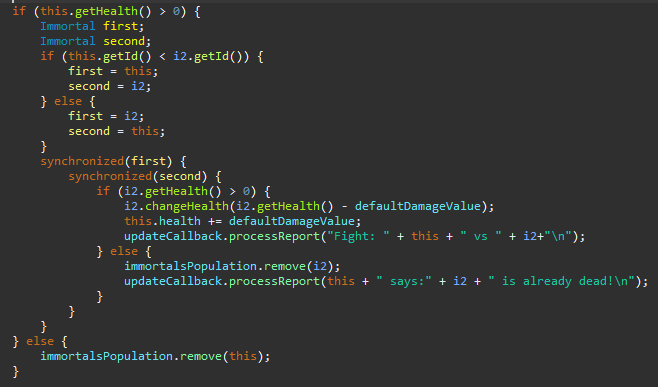 if (this.getHealth() > 0) {
    Immortal first;
    Immortal second;
    if (this.getId() < i2.getId()) {
        first = this;
        second = i2;
    } else {
        first = i2;
        second = this;
    }
    synchronized(first) {
        synchronized(second) {
            if (i2.getHealth() > 0) {
                i2.changeHealth(i2.getHealth() - defaultDamageValue);
                this.health += defaultDamageValue;
                updateCallback.processReport("Fight: " + this + " vs " + i2+"\n");
            } else {
                immortalsPopulation.remove(i2);
                updateCallback.processReport(this + " says:" + i2 + " is already dead!\n");
            }
        }
    }
} else {
    immortalsPopulation.remove(this);
}